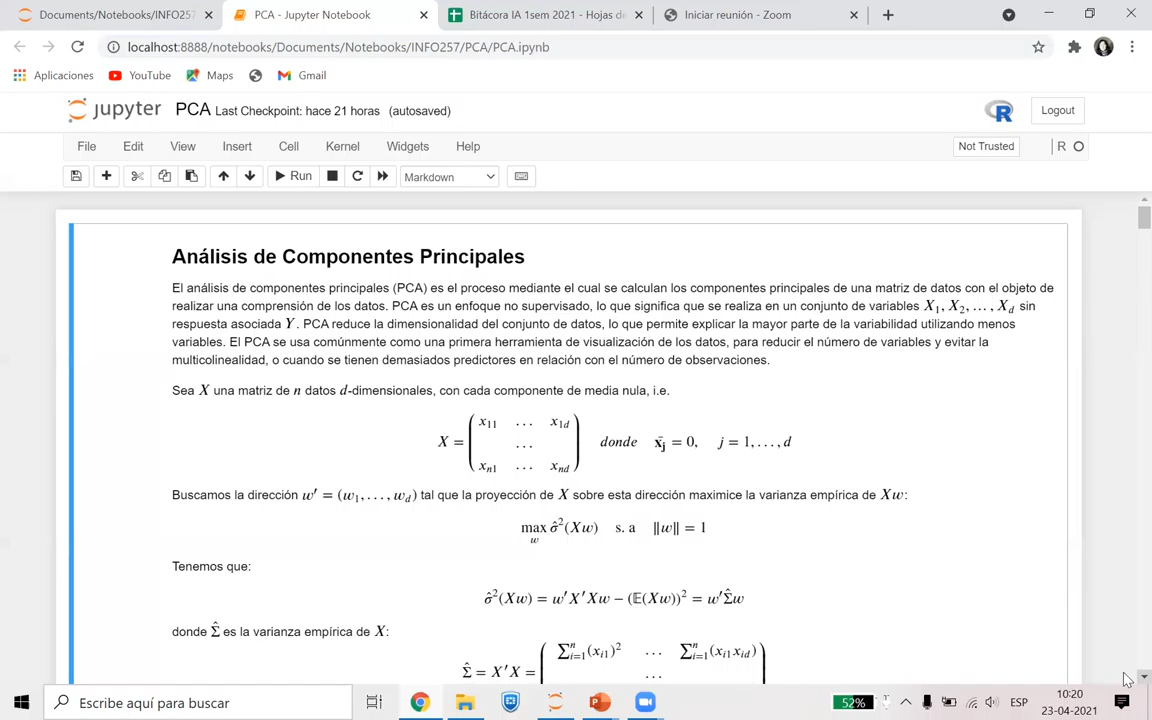 Documents/Notebooks/INFO257
PCA - Jupyter Notebook
Bitácora IA 1sem 2021 - Hojas de
Iniciar reunión - Zoom
localhost:8888/notebooks/Documents/Notebooks/INFO257/PCA/PCA.ipynb
Aplicaciones YouTube Maps Gmail
jupyter PCA Last Checkpoint: hace 21 horas (autosaved) R Logout
File Edit View Insert Cell Kernel Widgets Help Not Trusted R
Run Markdown
Análisis de Componentes Principales
El análisis de componentes principales (PCA) es el proceso mediante el cual se calculan los componentes principales de una matriz de datos con el objeto de
realizar una comprensión de los datos. PCA es un enfoque no supervisado, lo que significa que se realiza en un conjunto de variables X₁, X₂, …, X_d sin
respuesta asociada Y. PCA reduce la dimensionalidad del conjunto de datos, lo que permite explicar la mayor parte de la variabilidad utilizando menos
variables. El PCA se usa comúnmente como una primera herramienta de visualización de los datos, para reducir el número de variables y evitar la
multicolinealidad, o cuando se tienen demasiados predictores en relación con el número de observaciones.
Sea X una matriz de n datos d-dimensionales, con cada componente de media nula, i.e.
x₁₁ … x₁d
X = ( … ) donde x̄ⱼ = 0, j = 1, …, d
xₙ₁ … xₙd
Buscamos la dirección w′ = (w₁, …, w_d) tal que la proyección de X sobre esta dirección maximice la varianza empírica de Xw:
max σ̂²(Xw) s. a ‖w‖ = 1
w
Tenemos que:
σ̂²(Xw) = w′X′Xw − (𝔼(Xw))² = w′Σ̂w
donde Σ̂ es la varianza empírica de X:
∑ⁿᵢ₌₁(xᵢ₁)² … ∑ⁿᵢ₌₁(xᵢ₁xᵢd)
Σ̂ = X′X = ( … )
Escribe aquí para buscar
52% ESP
10:20
23-04-2021